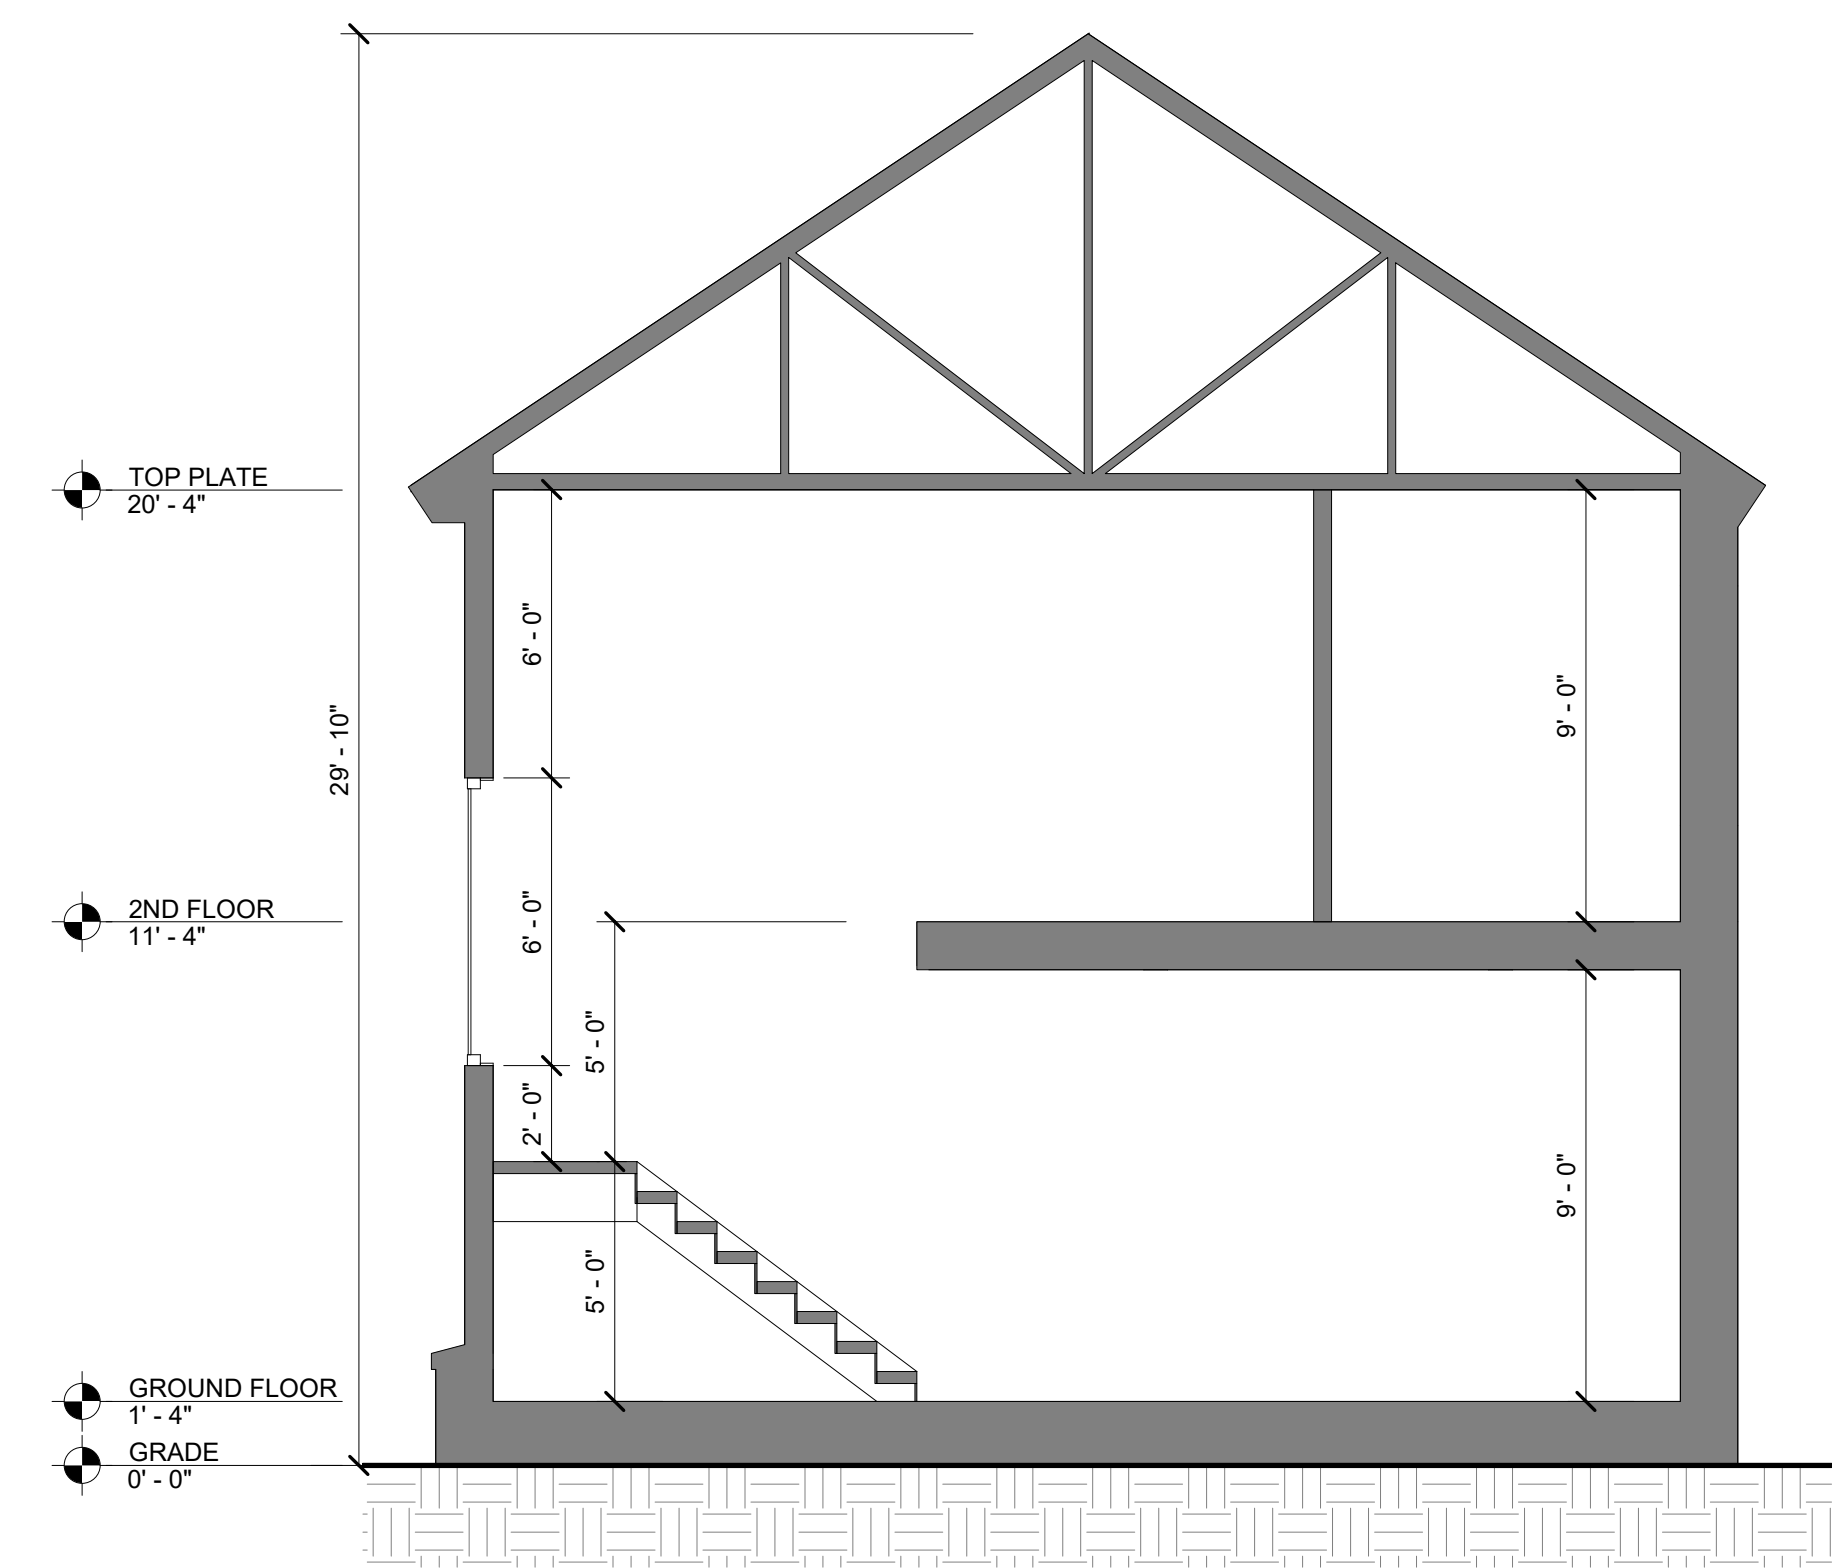 TOP PLATE
20' - 4"
6' - 0"
9' - 0"
29' - 10"
2ND FLOOR
11' - 4"
6' - 0"
5' - 0"
2' - 0"
9' - 0"
5' - 0"
GROUND FLOOR
1' - 4"
GRADE
0' - 0"